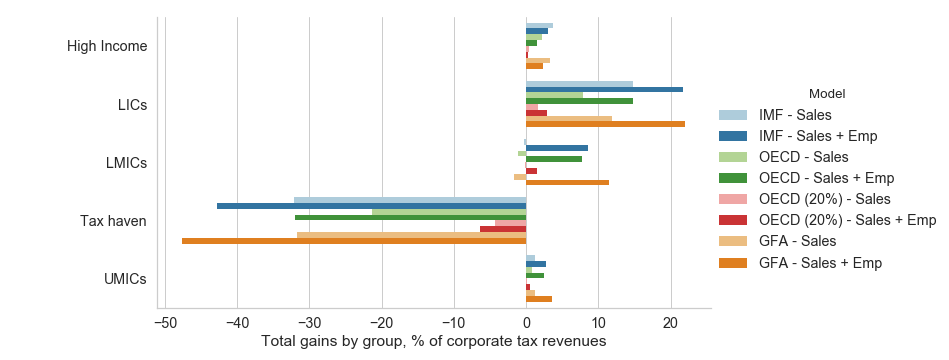 High Income
LICs
LMICs
Tax haven
UMICs
−50 −40 −30 −20 −10 0 10 20
Total gains by group, % of corporate tax revenues
Model
IMF - Sales
IMF - Sales + Emp
OECD - Sales
OECD - Sales + Emp
OECD (20%) - Sales
OECD (20%) - Sales + Emp
GFA - Sales
GFA - Sales + Emp